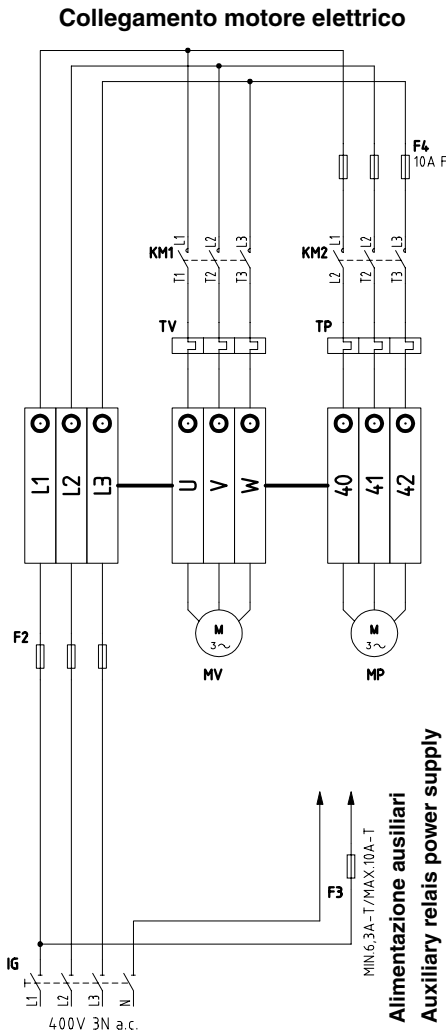 Collegamento motore elettrico
F4
10A F
KM1
L1
L2
L3
T1
T2
T3
KM2
L1
L2
L3
L2
T2
T3
TV
TP
L1
L2
L3
U
V
W
40
41
42
F2
M
3~
MV
M
3~
MP
F3
MIN.6,3A-T/MAX.10A-T
Alimentazione ausiliari
Auxiliary relais power supply
IG
L1
L2
L3
N
400V 3N a.c.